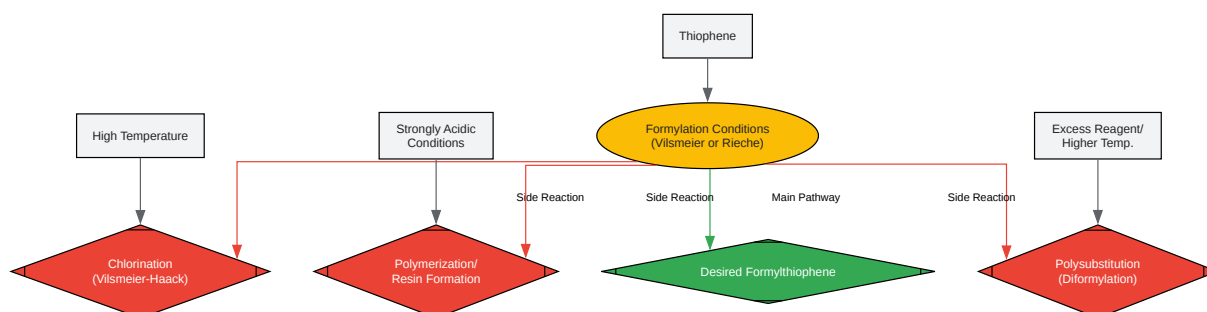 Thiophene
High Temperature
Strongly Acidic
Conditions
Formylation Conditions
(Vilsmeier or Rieche)
Excess Reagent/
Higher Temp.
Side Reaction
Side Reaction
Main Pathway
Side Reaction
Chlorination
(Vilsmeier-Haack)
Polymerization/
Resin Formation
Desired Formylthiophene
Polysubstitution
(Diformylation)